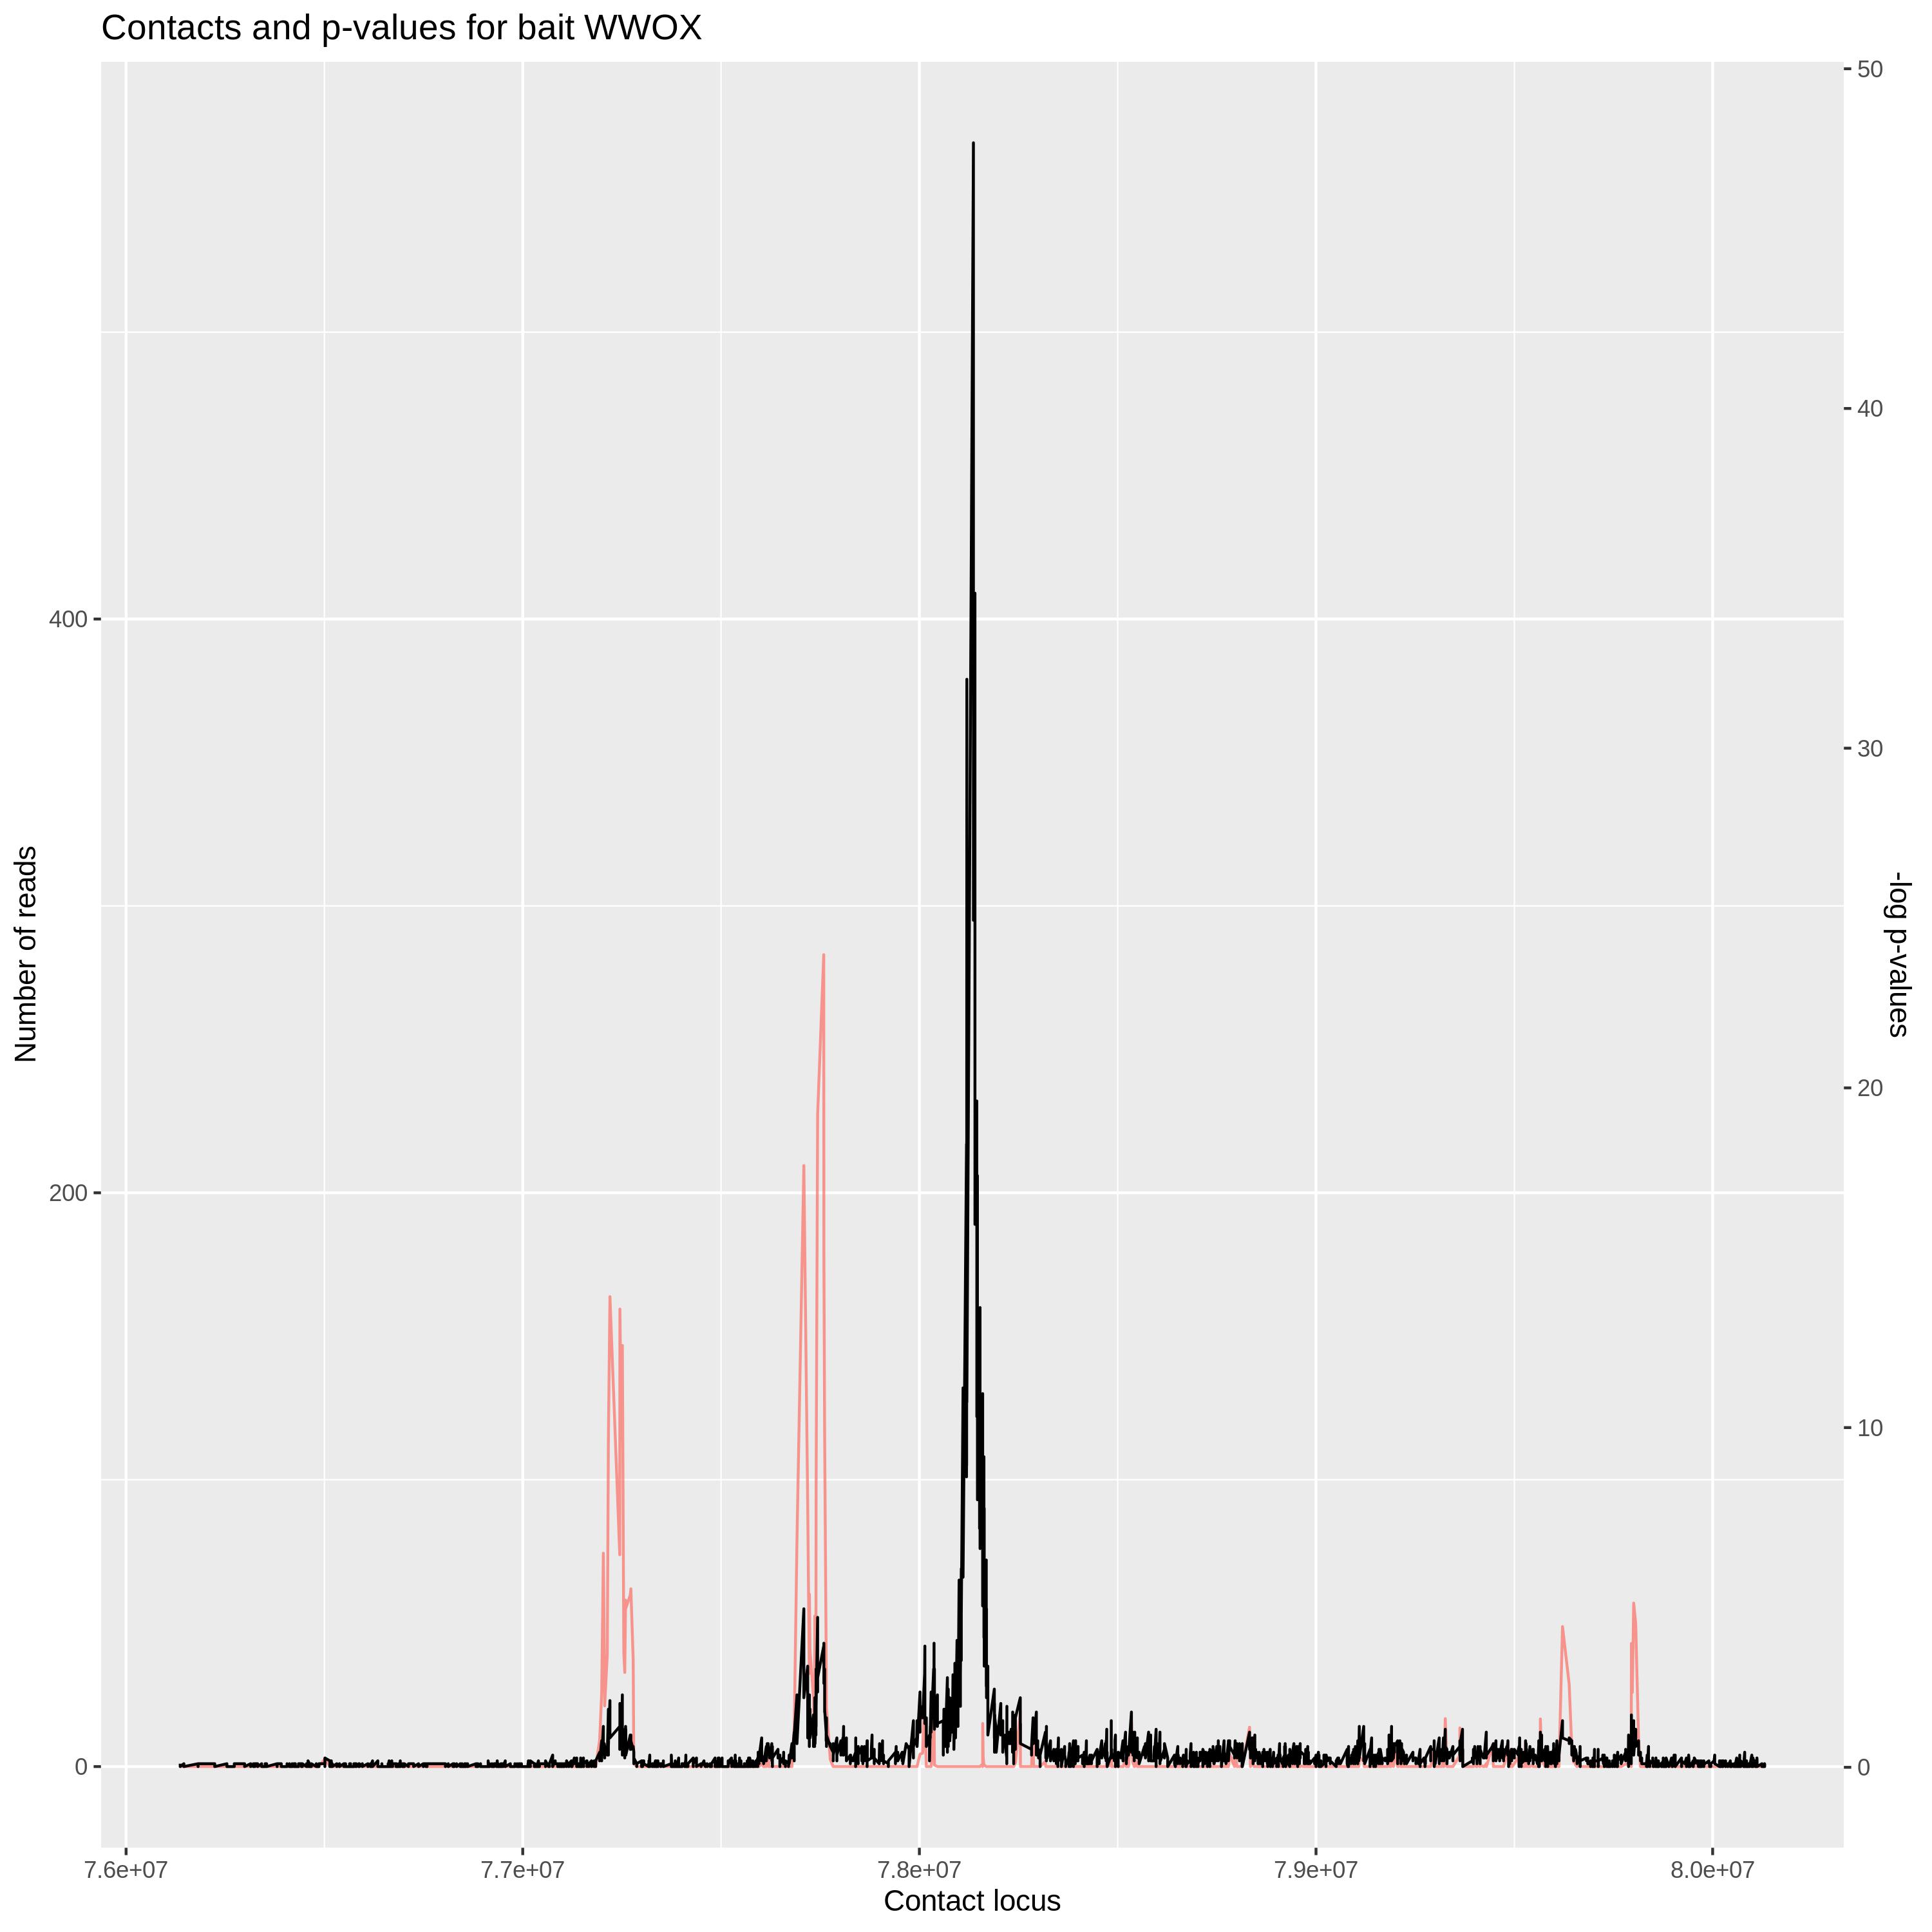 Contacts and p-values for bait WWOX
Number of reads
400
200
0
50
40
30
20
10
0
-log p-values
7.6e+07
7.7e+07
7.8e+07
7.9e+07
8.0e+07
Contact locus